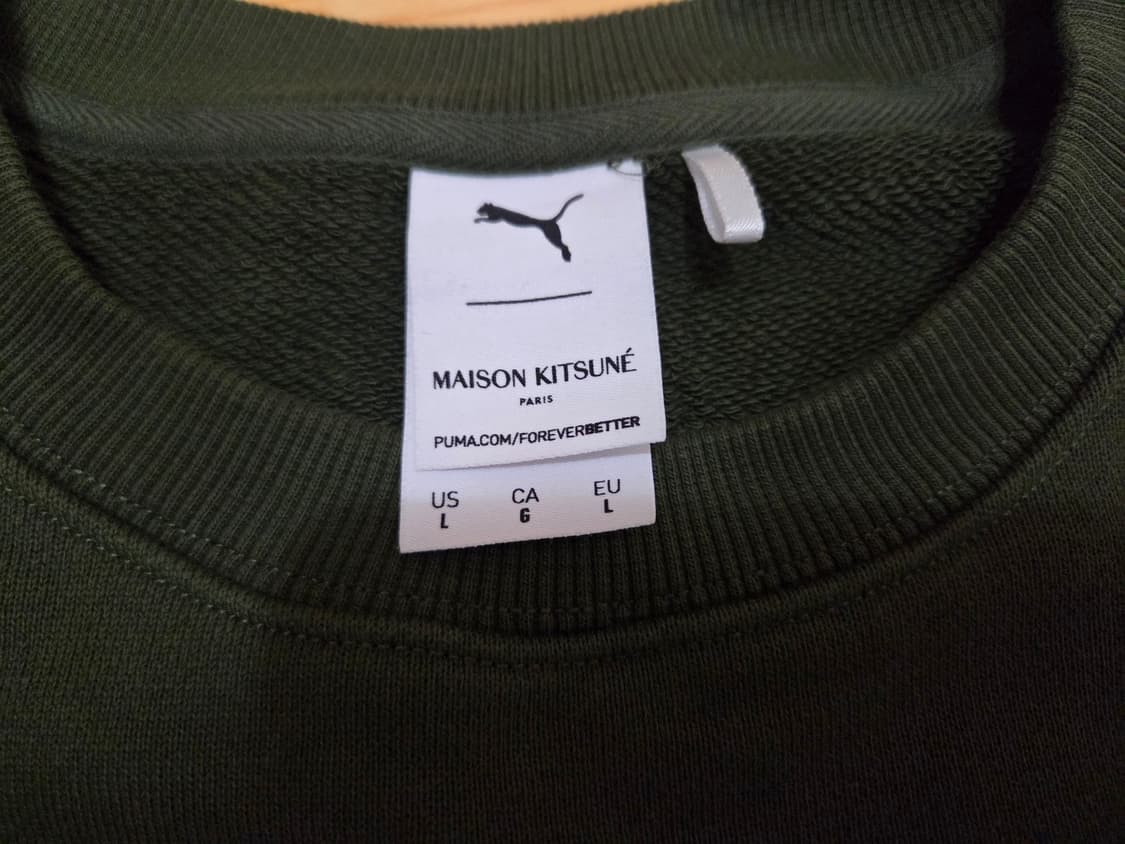 MAISON KITSUNÉ
PARIS
PUMA.COM/FOREVERBETTER
US CA EU
L G L